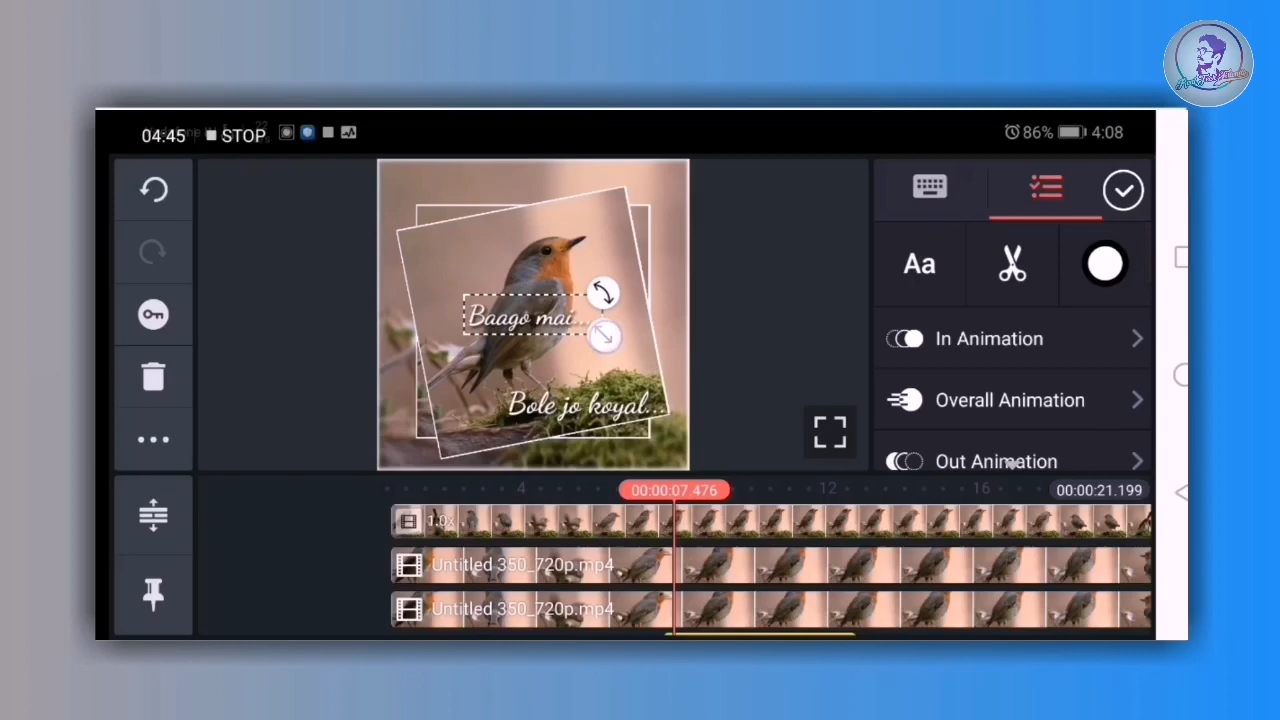 04:45 STOP 86% 4:08
Aa
In Animation
Overall Animation
Out Animation
Baago mai...
Bole jo koyal...
4 00:00:07.476 12 16 00:00:21.199
1.0x
Untitled 350_720p.mp4
Untitled 350_720p.mp4